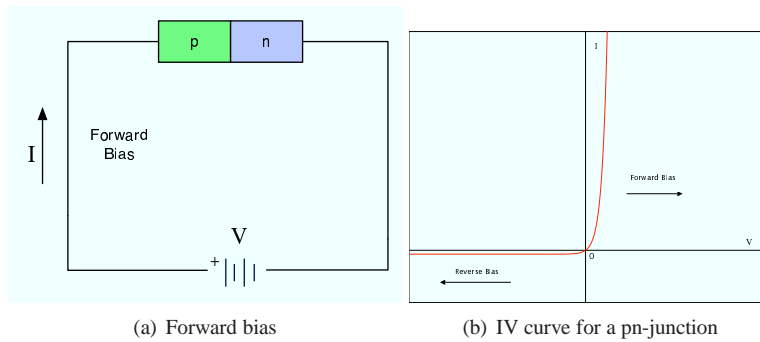 p n
I
Forward
Bias
V
+
(a) Forward bias
I
Forward Bias
V
O
Reverse Bias
(b) IV curve for a pn-junction